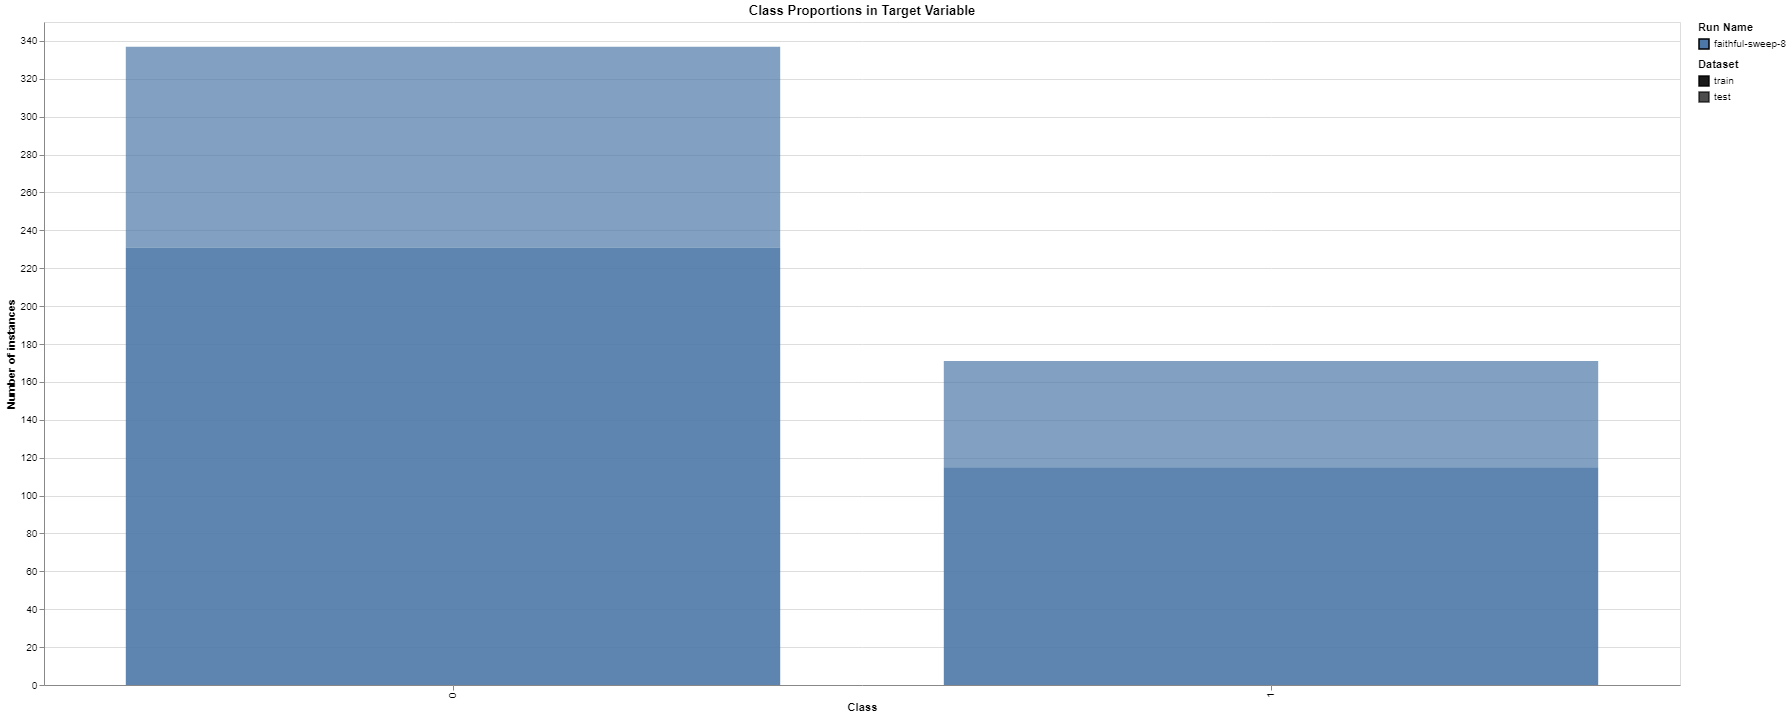 Class Proportions in Target Variable
Number of instances
340
320
300
280
260
240
220
200
180
160
140
120
100
80
60
40
20
0
0
1
Class
Run Name
faithful-sweep-8
Dataset
train
test